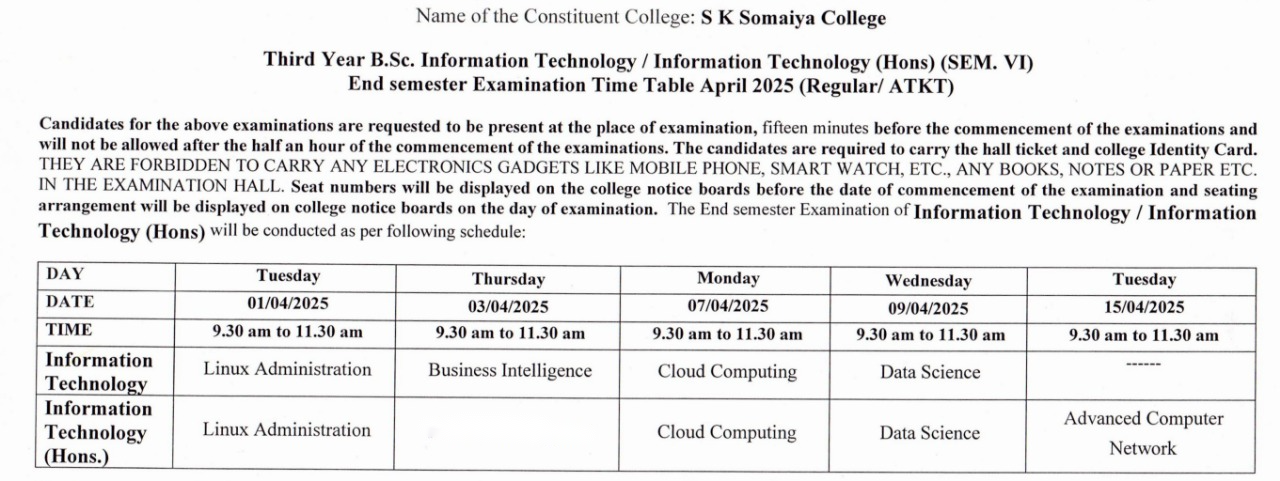 Name of the Constituent College: S K Somaiya College
Third Year B.Sc. Information Technology / Information Technology (Hons) (SEM. VI)
End semester Examination Time Table April 2025 (Regular/ ATKT)
Candidates for the above examinations are requested to be present at the place of examination, fifteen minutes before the commencement of the examinations and
will not be allowed after the half an hour of the commencement of the examinations. The candidates are required to carry the hall ticket and college Identity Card.
THEY ARE FORBIDDEN TO CARRY ANY ELECTRONICS GADGETS LIKE MOBILE PHONE, SMART WATCH, ETC., ANY BOOKS, NOTES OR PAPER ETC.
IN THE EXAMINATION HALL. Seat numbers will be displayed on the college notice boards before the date of commencement of the examination and seating
arrangement will be displayed on college notice boards on the day of examination. The End semester Examination of Information Technology / Information
Technology (Hons) will be conducted as per following schedule:
DAY Tuesday Thursday Monday Wednesday Tuesday
DATE 01/04/2025 03/04/2025 07/04/2025 09/04/2025 15/04/2025
TIME 9.30 am to 11.30 am 9.30 am to 11.30 am 9.30 am to 11.30 am 9.30 am to 11.30 am 9.30 am to 11.30 am
Information
Technology Linux Administration Business Intelligence Cloud Computing Data Science ------
Information
Technology
(Hons.) Linux Administration Cloud Computing Data Science Advanced Computer
Network